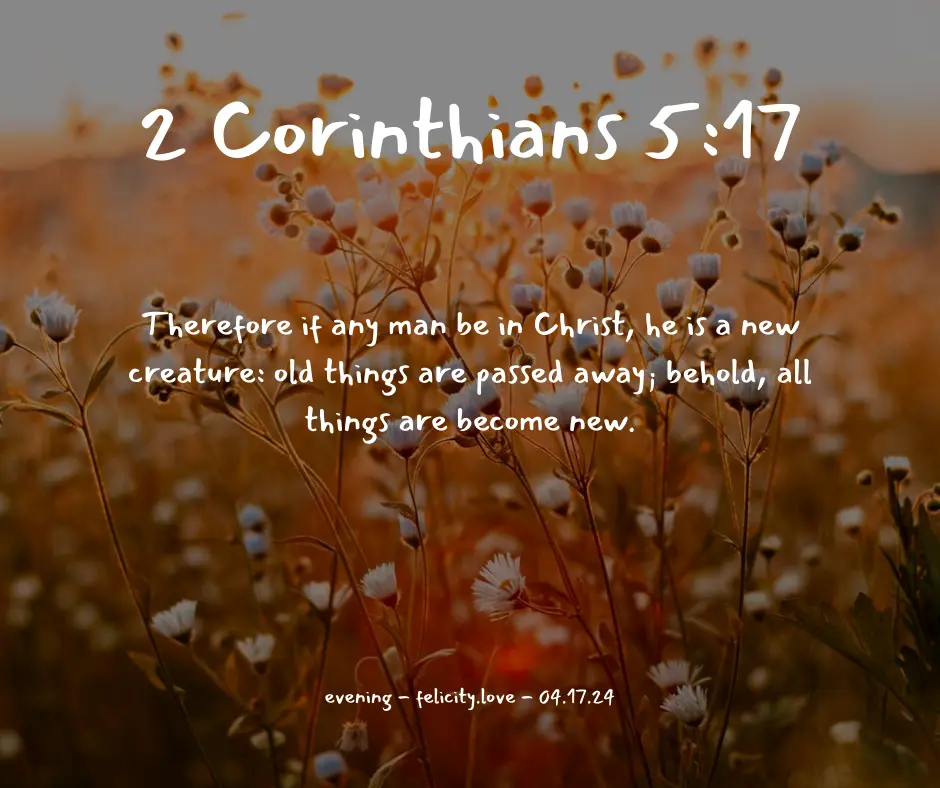 2 Corinthians 5:17
Therefore if any man be in Christ, he is a new
creature: old things are passed away; behold, all
things are become new.
evening - felicity.love - 04.17.24